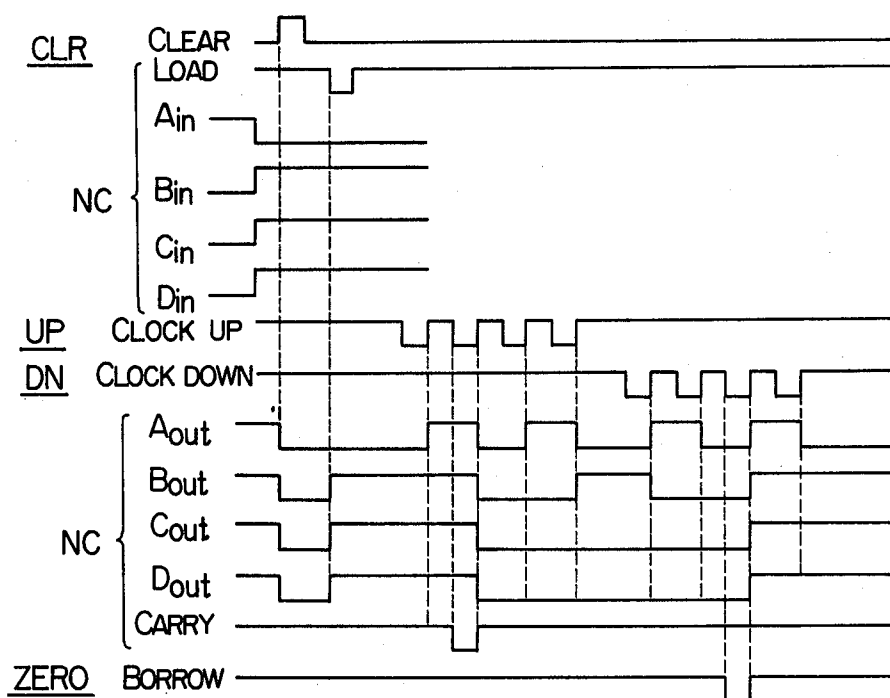 CLR CLEAR
LOAD
Ain
Bin
NC
Cin
Din
UP CLOCK UP
DN CLOCK DOWN
Aout
Bout
NC Cout
Dout
CARRY
ZERO BORROW